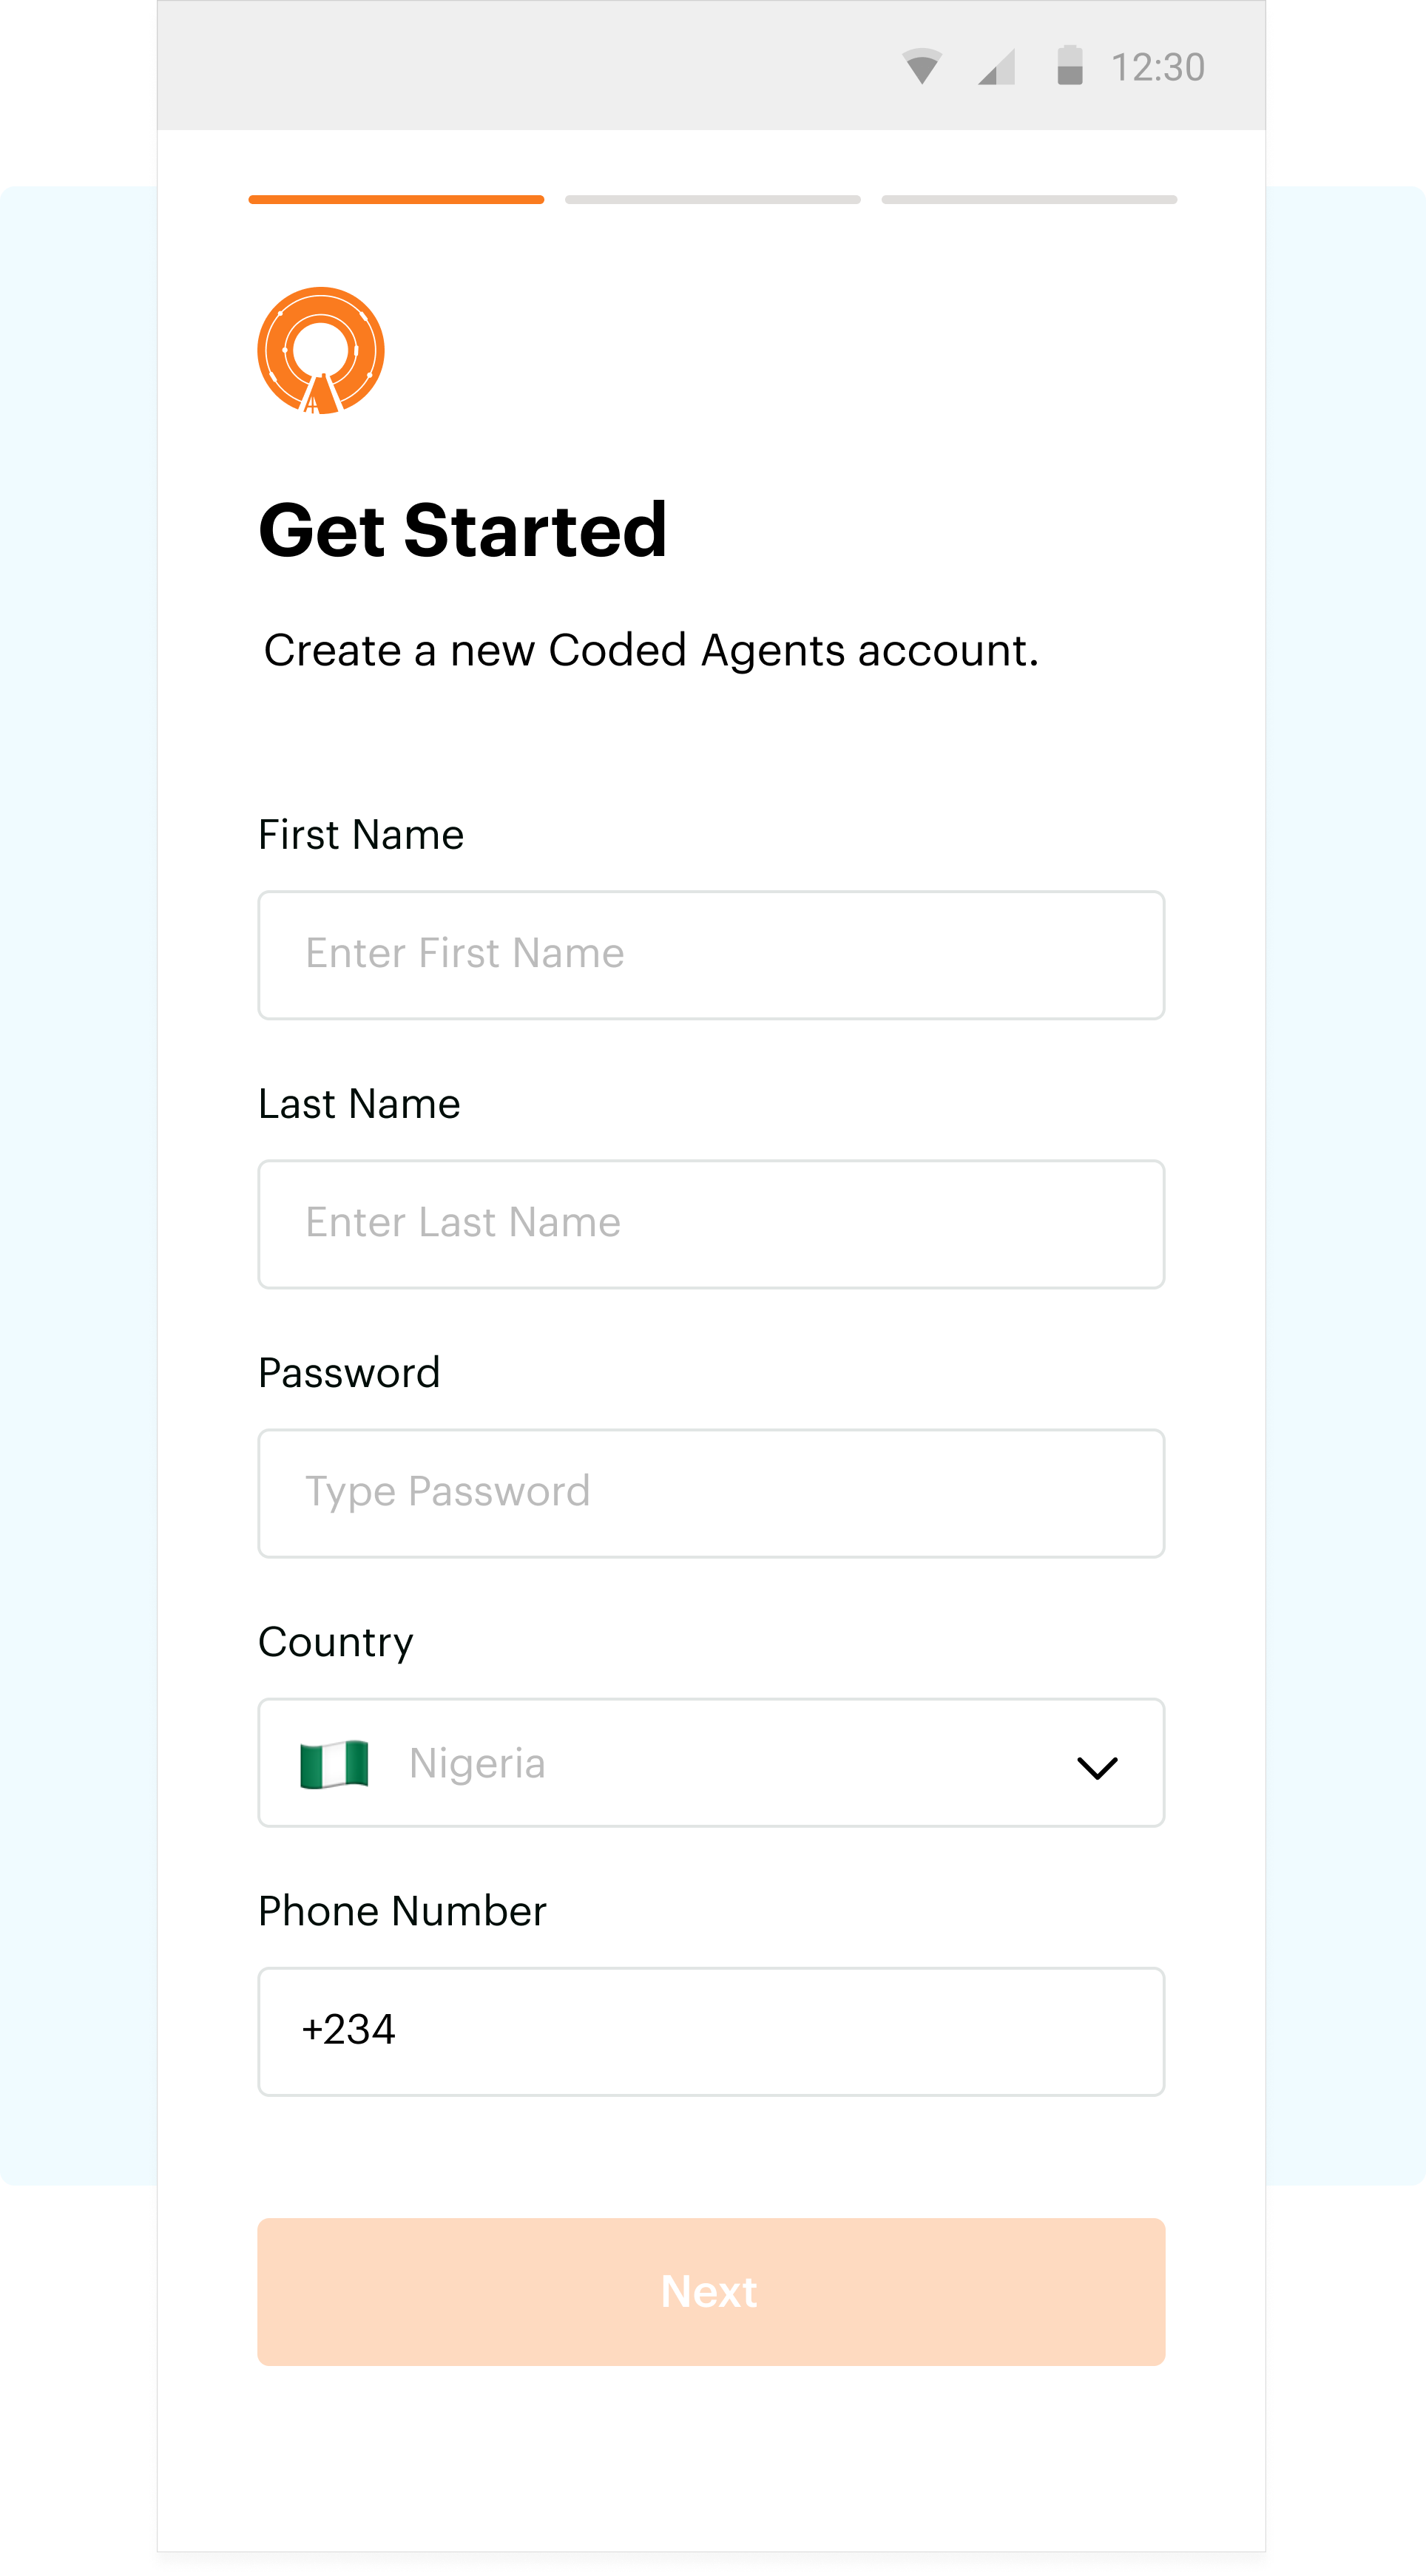 12:30
Get Started
Create a new Coded Agents account.
First Name
Enter First Name
Last Name
Enter Last Name
Password
Type Password
Country
Nigeria
Phone Number
+234
Next